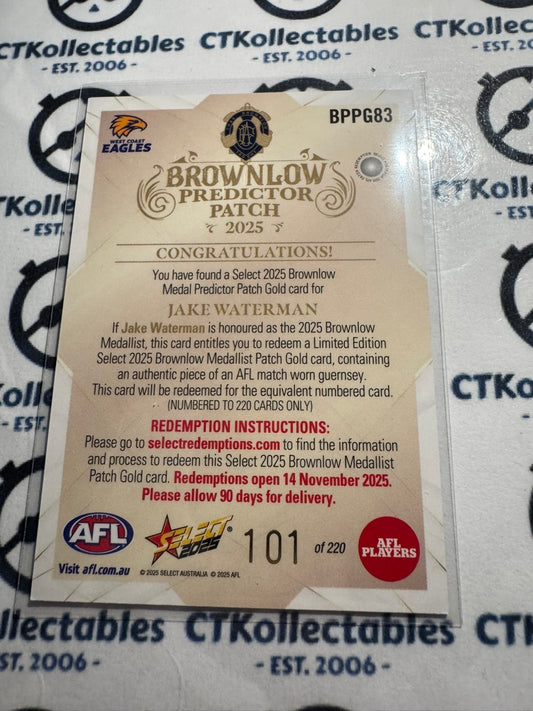 CTKollectables CTKollectables CTKollectables
- EST. 2006 - - EST. 2006 -
BPPG83
WEST COAST
EAGLES
BROWNLOW
PREDICTOR
PATCH
2025
CONGRATULATIONS!
You have found a Select 2025 Brownlow
Medal Predictor Patch Gold card for
JAKE WATERMAN
If Jake Waterman is honoured as the 2025 Brownlow
Medallist, this card entitles you to redeem a Limited Edition
Select 2025 Brownlow Medallist Patch Gold card, containing
an authentic piece of an AFL match worn guernsey.
This card will be redeemed for the equivalent numbered card.
(NUMBERED TO 220 CARDS ONLY)
REDEMPTION INSTRUCTIONS:
Please go to selectredemptions.com to find the information
and process to redeem this Select 2025 Brownlow Medallist
Patch Gold card. Redemptions open 14 November 2025.
Please allow 90 days for delivery.
AFL
Visit afl.com.au
SELECT
2025
© 2025 SELECT AUSTRALIA © 2025 AFL
101 of 220
AFL
PLAYERS
CTKoll
- EST. 2
llectables CTKollectables CTKollec
ST. 2006 - - EST. 2006 -